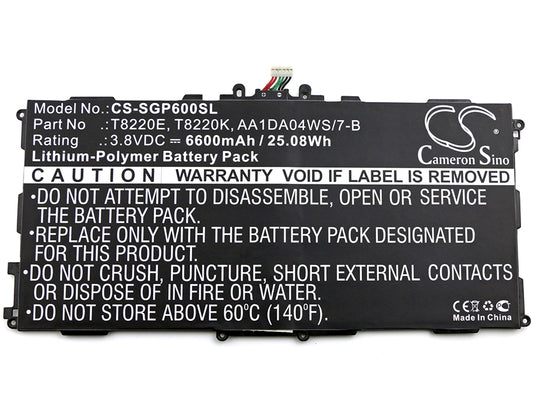 Model No.: CS-SGP600SL
Part No : T8220E, T8220K, AA1DA04WS/7-B
Rating : 3.8VDC 6600mAh / 25.08Wh
Lithium-Polymer Battery Pack
CS
Cameron Sino
CAUTION WARRANTY VOID IF LABEL IS REMOVED!
•DO NOT ATTEMPT TO DISASSEMBLE, OPEN OR SERVICE
THE BATTERY PACK.
•REPLACE ONLY WITH THE BATTERY PACK DESIGNATED
FOR YOUR PRODUCT.
•DO NOT CRUSH, PUNCTURE, SHORT EXTERNAL CONTACTS
OR DISPOSE OF IN FIRE OR WATER.
•DO NOT STORE ABOVE 60°C (140°F).
CE
Made In China